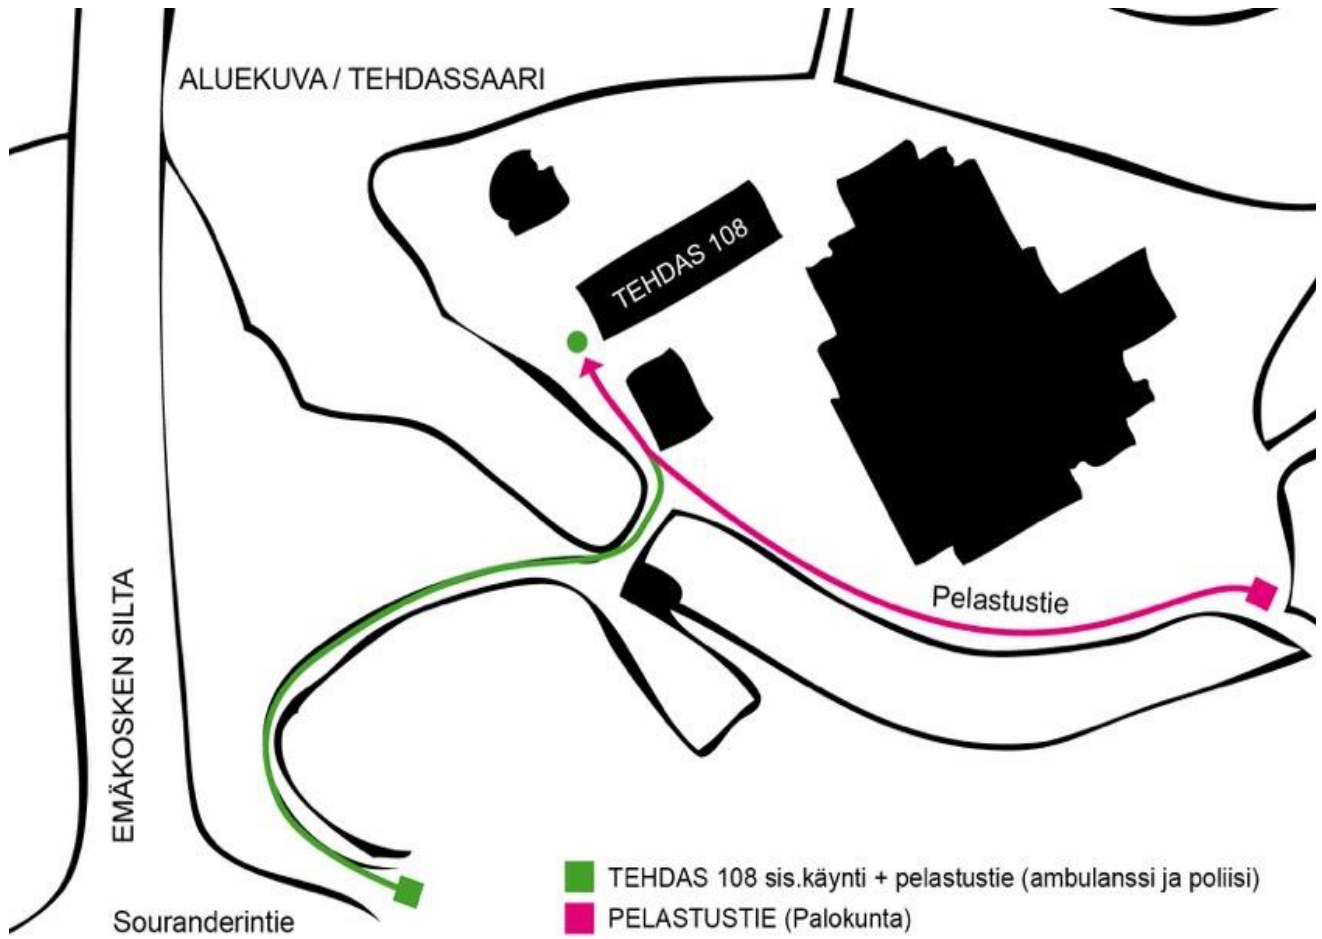 ALUEKUVA / TEHDASSAARI
TEHDAS 108
EMÄKOSKEN SILTA
Pelastustie
TEHDAS 108 sis.käynti + pelastustie (ambulanssi ja poliisi)
PELASTUSTIE (Palokunta)
Souranderintie